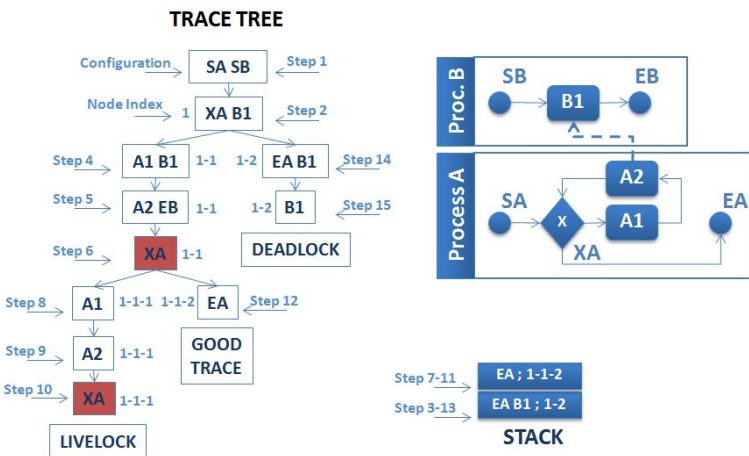 TRACE TREE
Configuration
SA SB
Step 1
Node Index
1
XA B1
Step 2
Step 4
A1 B1
1-1
1-2
EA B1
Step 14
Step 5
A2 EB
1-1
1-2
B1
Step 15
Step 6
XA
1-1
DEADLOCK
Step 8
A1
1-1-1
1-1-2
EA
Step 12
Step 9
A2
1-1-1
GOOD
TRACE
Step 10
XA
1-1-1
LIVELOCK
Proc. B
SB
B1
EB
Process A
SA
A2
EA
X
A1
XA
Step 7-11
EA ; 1-1-2
Step 3-13
EA B1 ; 1-2
STACK